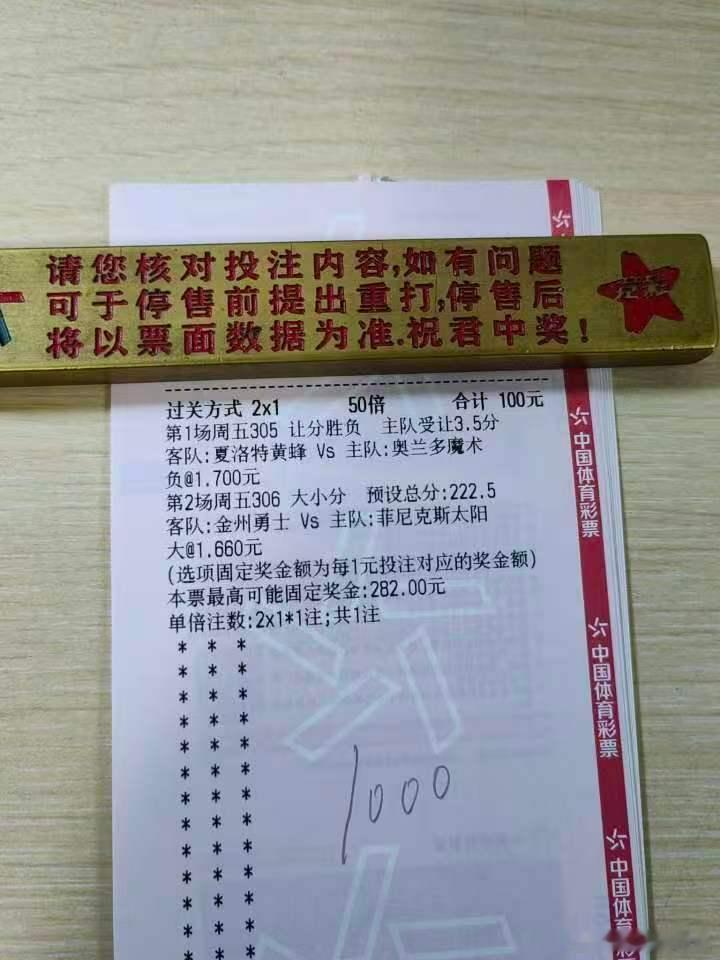 请您核对投注内容,如有问题
可于停售前提出重打,停售后
将以票面数据为准.祝君中奖!
过关方式 2x1 50倍 合计 100元
第1场周五305 让分胜负 主队受让3.5分
客队:夏洛特黄蜂 Vs 主队:奥兰多魔术
负@1.700元
第2场周五306 大小分 预设总分:222.5
客队:金州勇士 Vs 主队:菲尼克斯太阳
大@1.660元
(选项固定奖金额为每1元投注对应的奖金额)
本票最高可能固定奖金:282.00元
单倍注数:2x1*1注;共1注
* * *
* * *
* * *
* * *
* * *
* * *
* * *
* * *
* * *
* * *
* * *
* * *
* * *
1000
中国体育彩票
中国体育彩票
中国体育彩